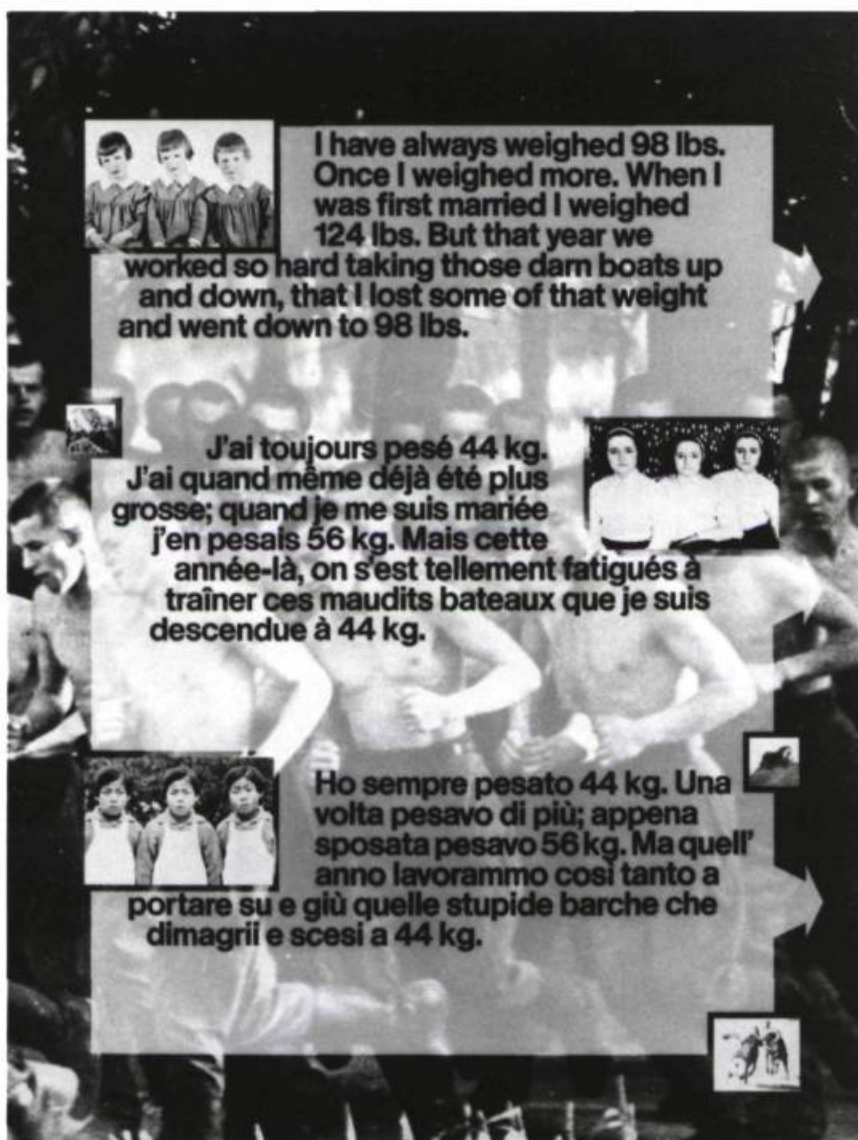 I have always weighed 98 lbs.
Once I weighed more. When I
was first married I weighed
124 lbs. But that year we
worked so hard taking those darn boats up
and down, that I lost some of that weight
and went down to 98 lbs.
J'ai toujours pesé 44 kg.
J'ai quand même déjà été plus
grosse; quand je me suis mariée
j'en pesais 56 kg. Mais cette
année-là, on s'est tellement fatigués à
traîner ces maudits bateaux que je suis
descendue à 44 kg.
Ho sempre pesato 44 kg. Una
volta pesavo di più; appena
sposata pesavo 56 kg. Ma quell'
anno lavorammo così tanto a
portare su e giù quelle stupide barche che
dimagrii e scesi a 44 kg.